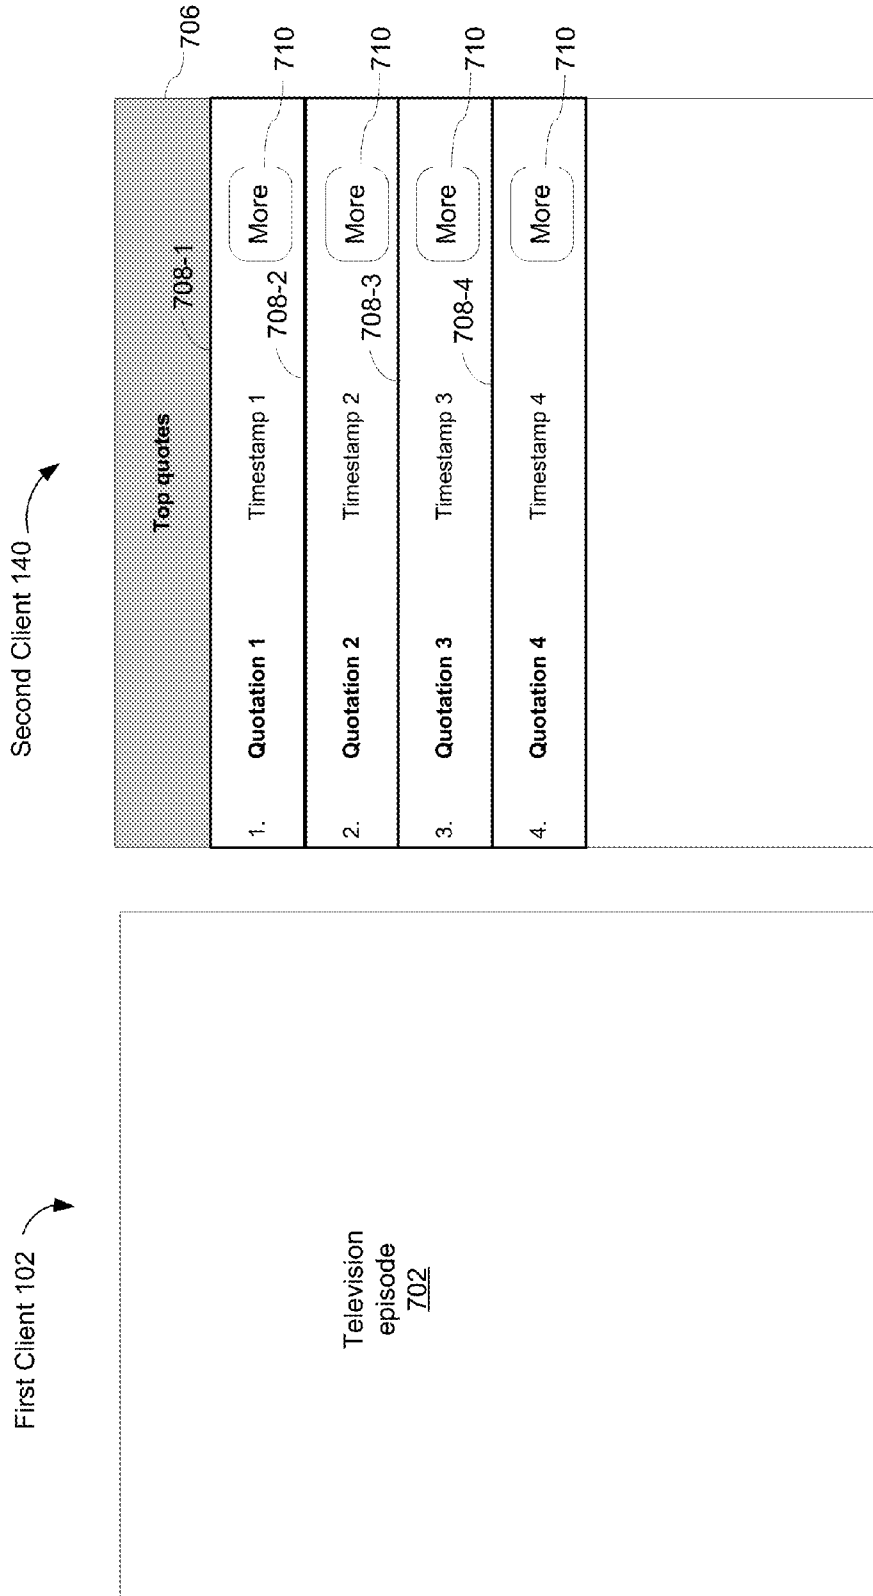 First Client 102
Television
episode
702
Second Client 140
706
Top quotes
708-1
1. Quotation 1 Timestamp 1 More
710
708-2
2. Quotation 2 Timestamp 2 More
710
708-3
3. Quotation 3 Timestamp 3 More
710
708-4
4. Quotation 4 Timestamp 4 More
710